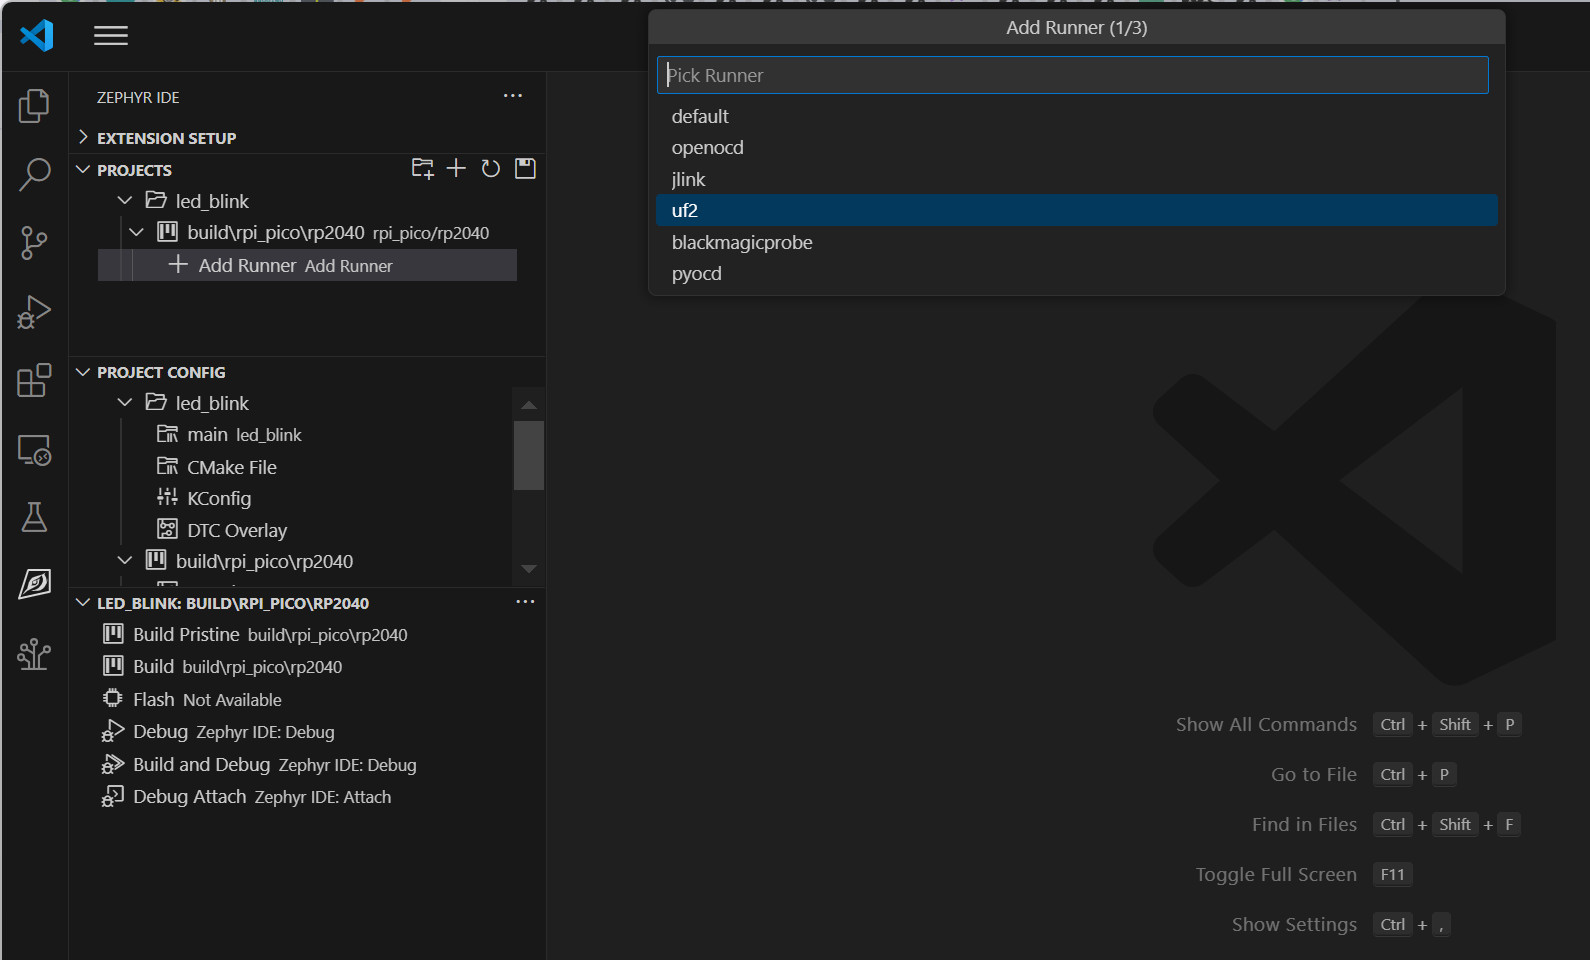 Add Runner (1/3)
Pick Runner
default
openocd
jlink
uf2
blackmagicprobe
pyocd
ZEPHYR IDE
EXTENSION SETUP
PROJECTS
led_blink
build\rpi_pico\rp2040 rpi_pico/rp2040
Add Runner Add Runner
PROJECT CONFIG
led_blink
main led_blink
CMake File
KConfig
DTC Overlay
build\rpi_pico\rp2040
LED_BLINK: BUILD\RPI_PICO\RP2040
Build Pristine build\rpi_pico\rp2040
Build build\rpi_pico\rp2040
Flash Not Available
Debug Zephyr IDE: Debug
Build and Debug Zephyr IDE: Debug
Debug Attach Zephyr IDE: Attach
Show All Commands Ctrl + Shift + P
Go to File Ctrl + P
Find in Files Ctrl + Shift + F
Toggle Full Screen F11
Show Settings Ctrl + ,